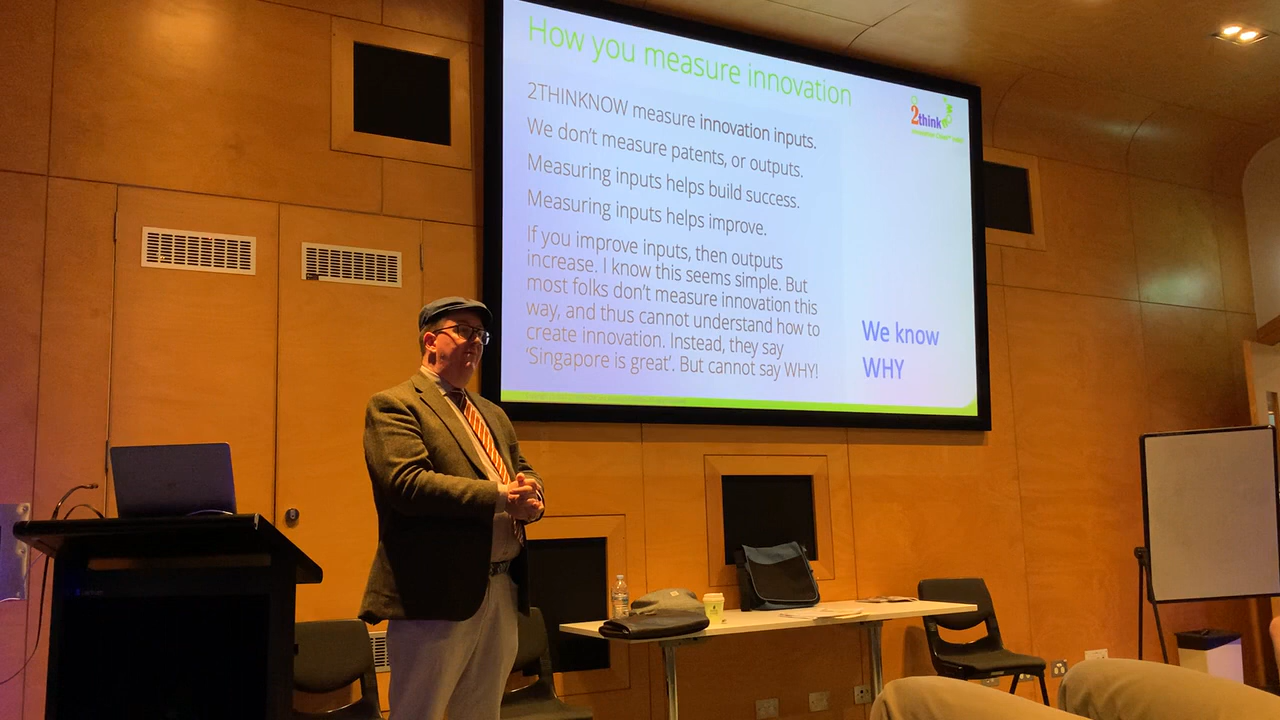 How you measure innovation
2THINKNOW measure innovation inputs.
We don't measure patents, or outputs.
Measuring inputs helps build success.
Measuring inputs helps improve.
If you improve inputs, then outputs
increase. I know this seems simple. But
most folks don't measure innovation this
way, and thus cannot understand how to
create innovation. Instead, they say
'Singapore is great'. But cannot say WHY!
2think
We know
WHY